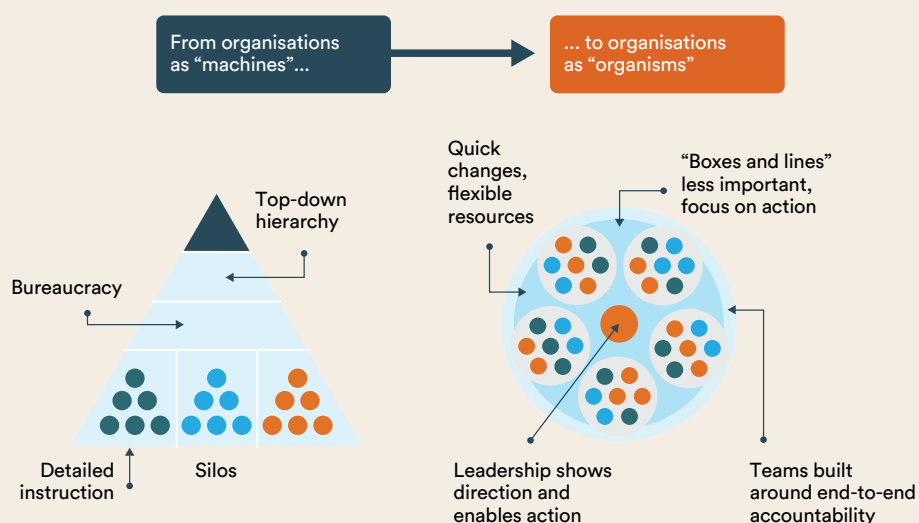 From organisations
as “machines”...
... to organisations
as “organisms”
Top-down
hierarchy
Bureaucracy
Detailed
instruction
Silos
Quick
changes,
flexible
resources
“Boxes and lines”
less important,
focus on action
Leadership shows
direction and
enables action
Teams built
around end-to-end
accountability